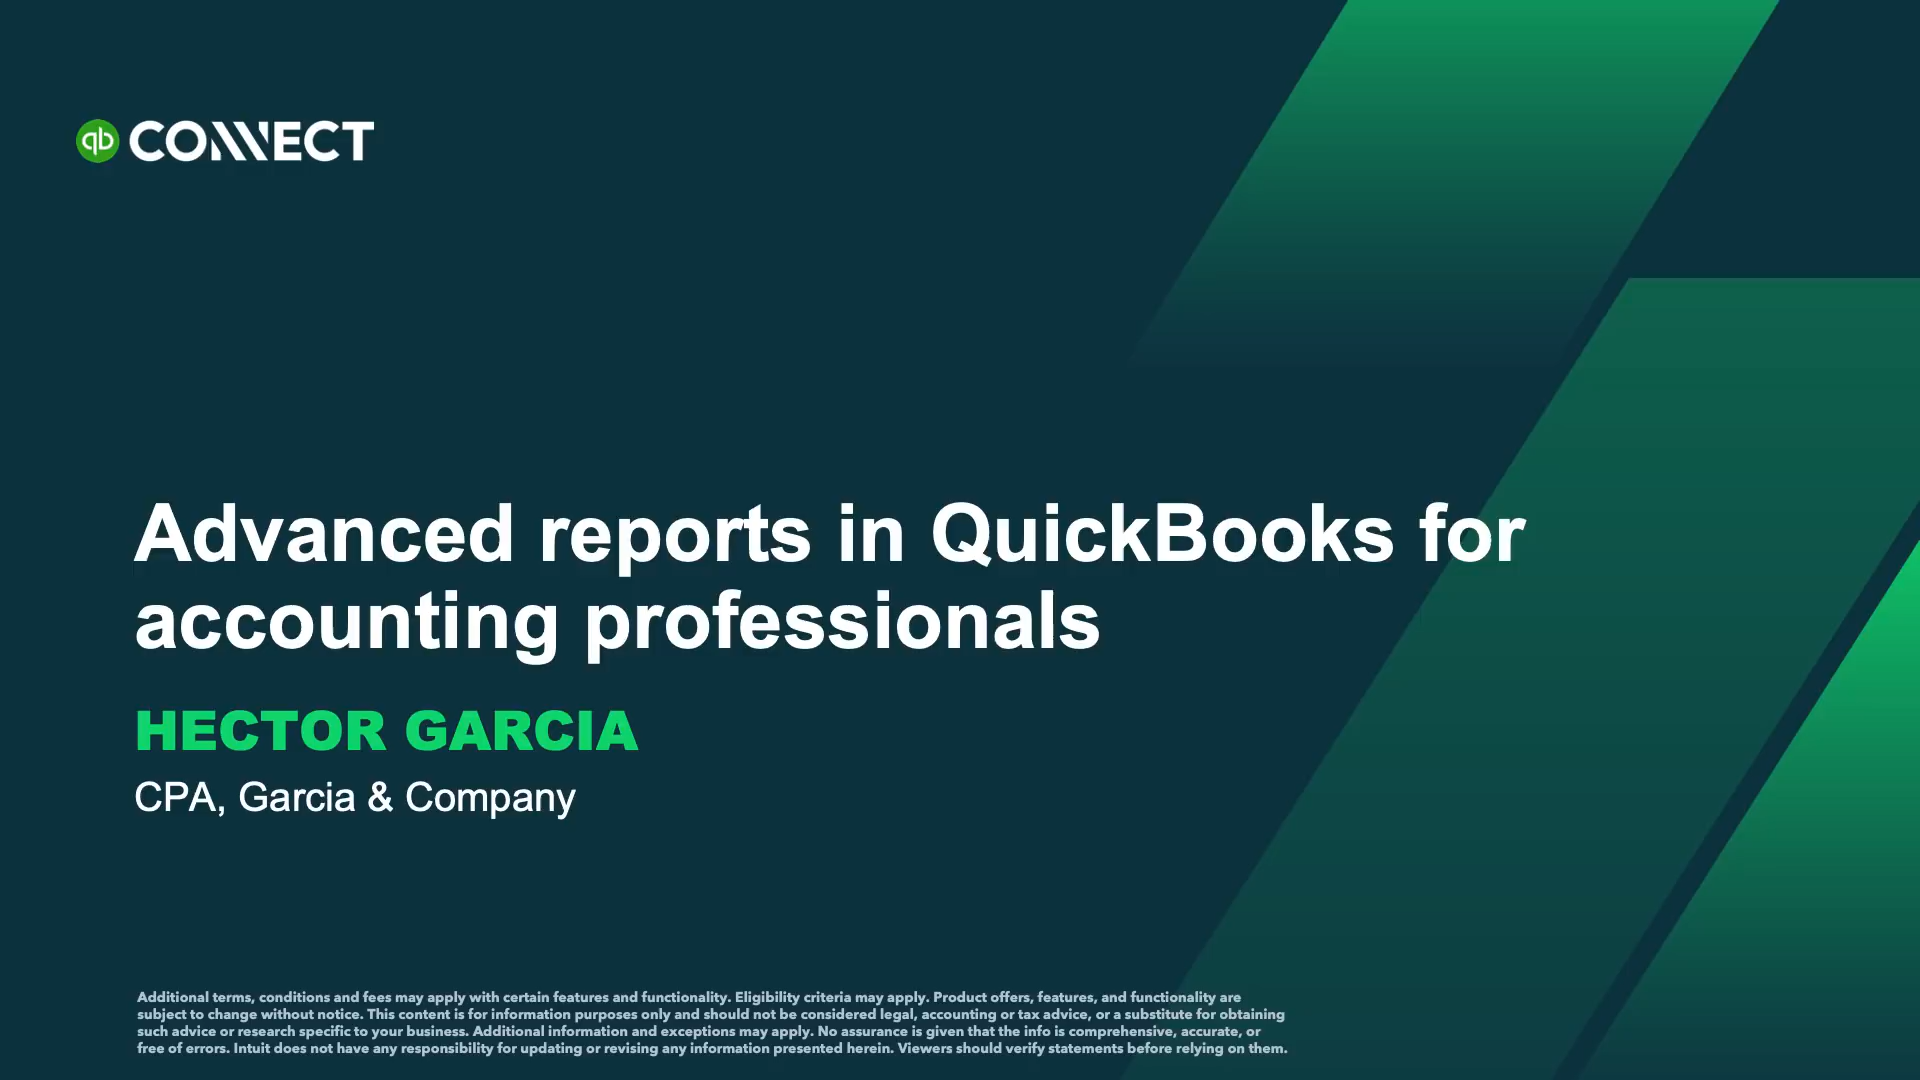 qb CONNECT
Advanced reports in QuickBooks for
accounting professionals
HECTOR GARCIA
CPA, Garcia & Company
Additional terms, conditions and fees may apply with certain features and functionality. Eligibility criteria may apply. Product offers, features, and functionality are
subject to change without notice. This content is for information purposes only and should not be considered legal, accounting or tax advice, or a substitute for obtaining
such advice or research specific to your business. Additional information and exceptions may apply. No assurance is given that the info is comprehensive, accurate, or
free of errors. Intuit does not have any responsibility for updating or revising any information presented herein. Viewers should verify statements before relying on them.